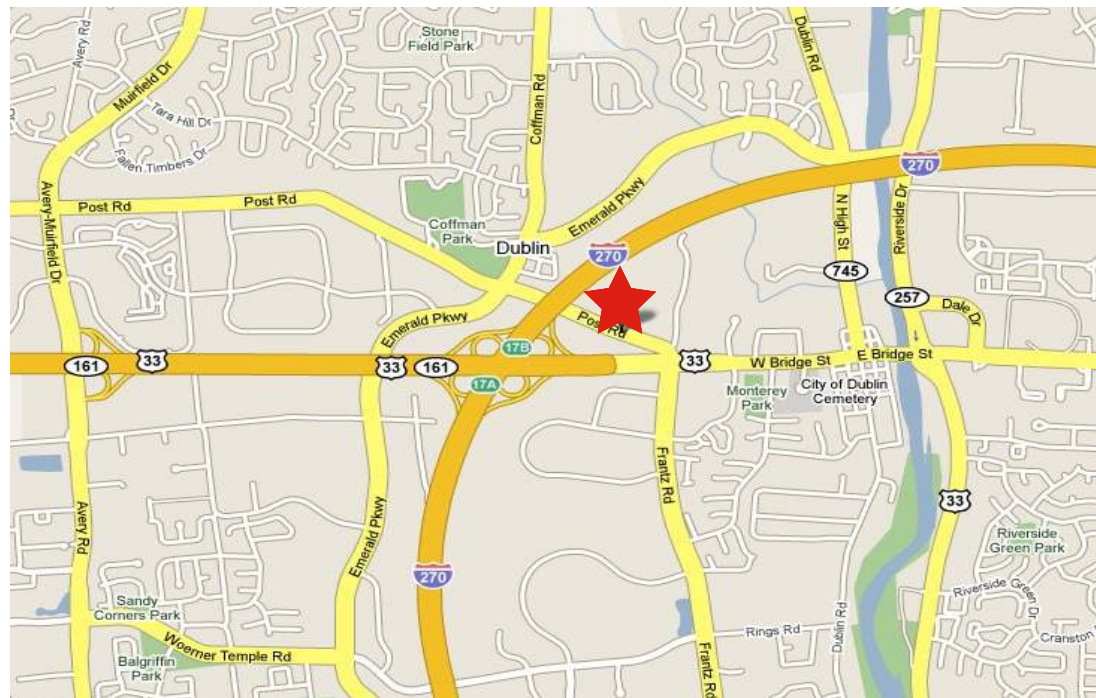 Avery Rd
Muirfield Dr
Tara Hill Dr
Fallen Timbers Dr
Stone
Field Park
Coffman Rd
Dublin Rd
270
Avery-Muirfield Dr
Post Rd
Post Rd
Coffman
Park
Dublin
Emerald Pkwy
270
N High St
Riverside Dr
745
257
Dale Dr
Emerald Pkwy
Post Rd
17B
161
33
33
161
17A
33
W Bridge St
E Bridge St
Monterey
Park
City of Dublin
Cemetery
Frantz Rd
Avery Rd
Emerald Pkwy
33
Riverside
Green Park
270
Sandy
Corners Park
Woerner Temple Rd
Balgriffin
Park
Frantz Rd
Rings Rd
Dublin Rd
Riverside Green Dr
Cranston